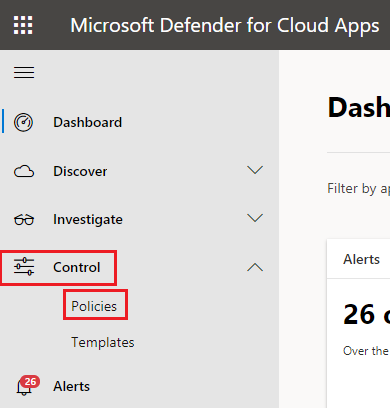 Microsoft Defender for Cloud Apps
Dashboard
Discover
Investigate
Control
Policies
Templates
26
Alerts
Dash
Filter by a
Alerts
26
Over the